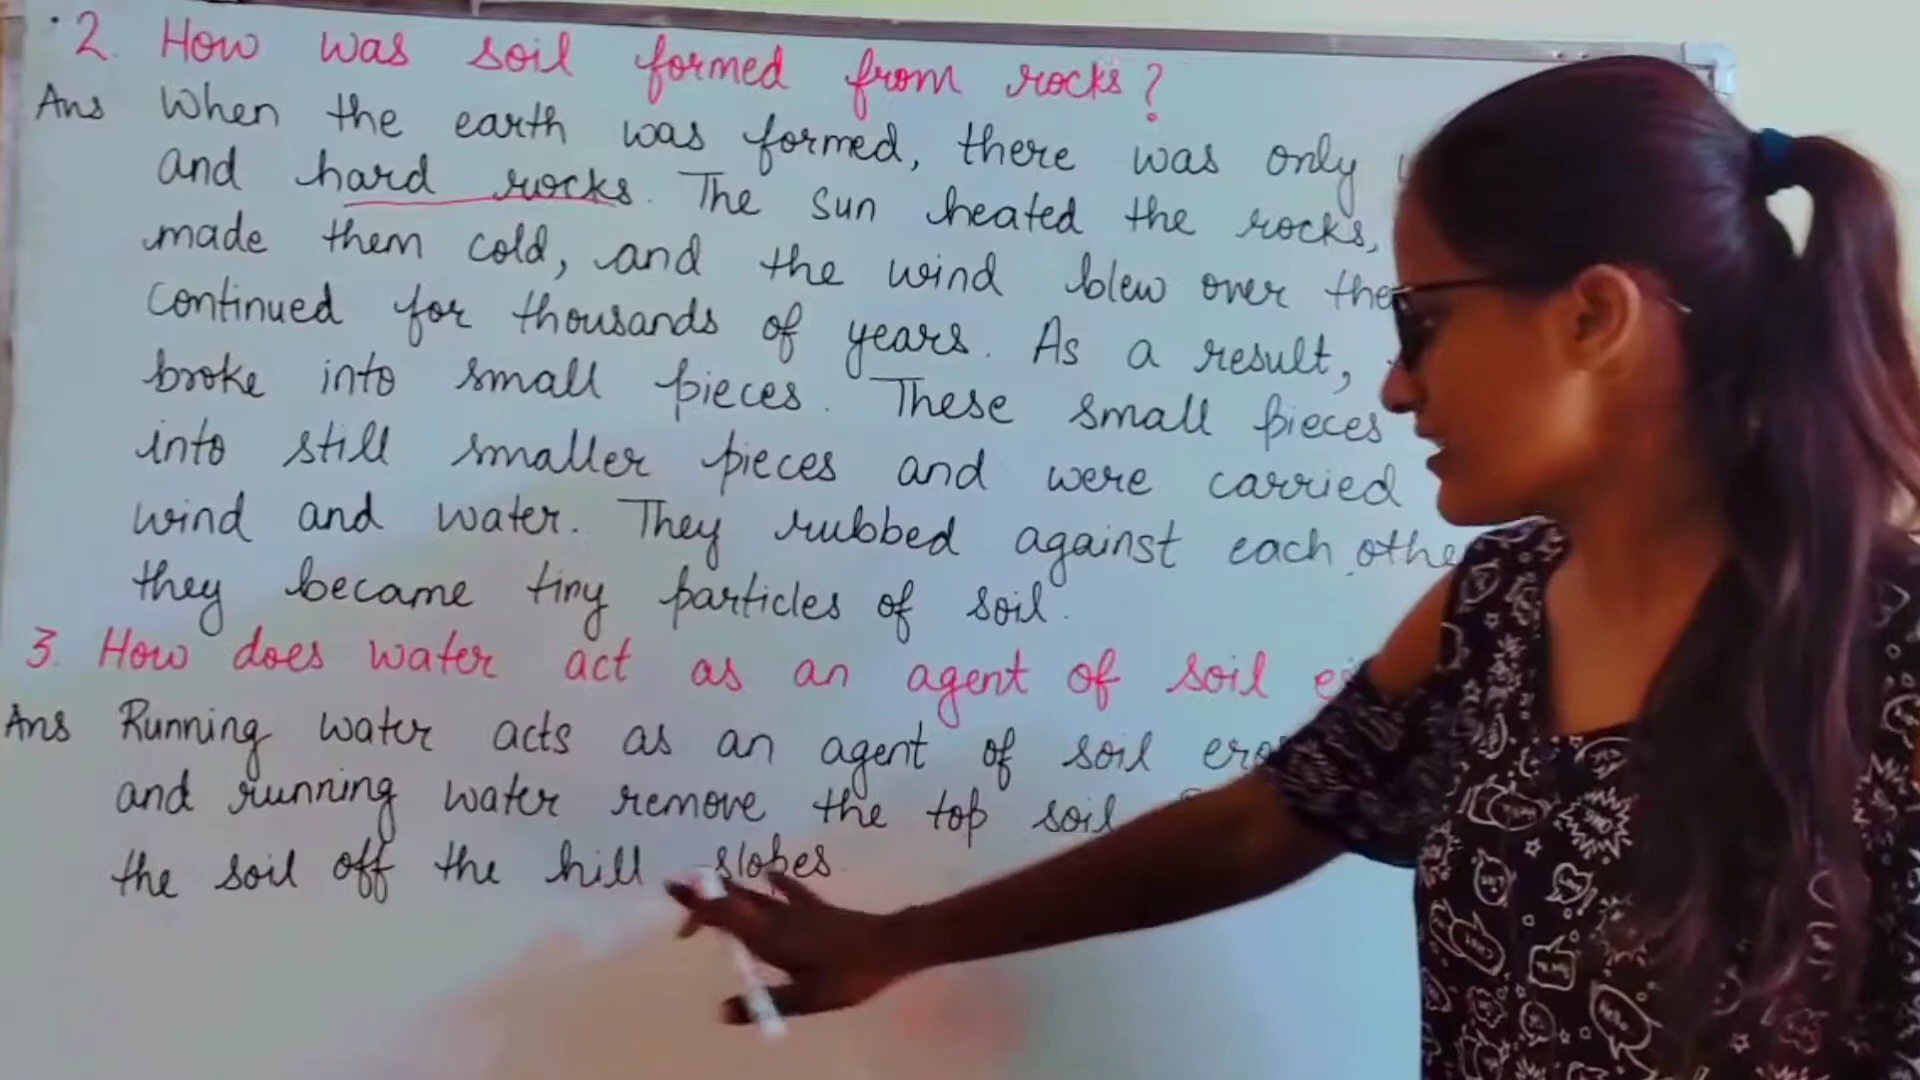 2. How was soil formed from rocks?
Ans When the earth was formed, there was only
and hard rocks. The Sun heated the rocks,
made them cold, and the wind blew over the
continued for thousands of years. As a result,
broke into small pieces. These small pieces
into still smaller pieces and were carried
wind and water. They rubbed against each othe
they became tiny particles of soil.
3. How does water act as an agent of soil
Ans Running water acts as an agent of soil ero
and running water remove the top soil
the soil off the hill slopes.